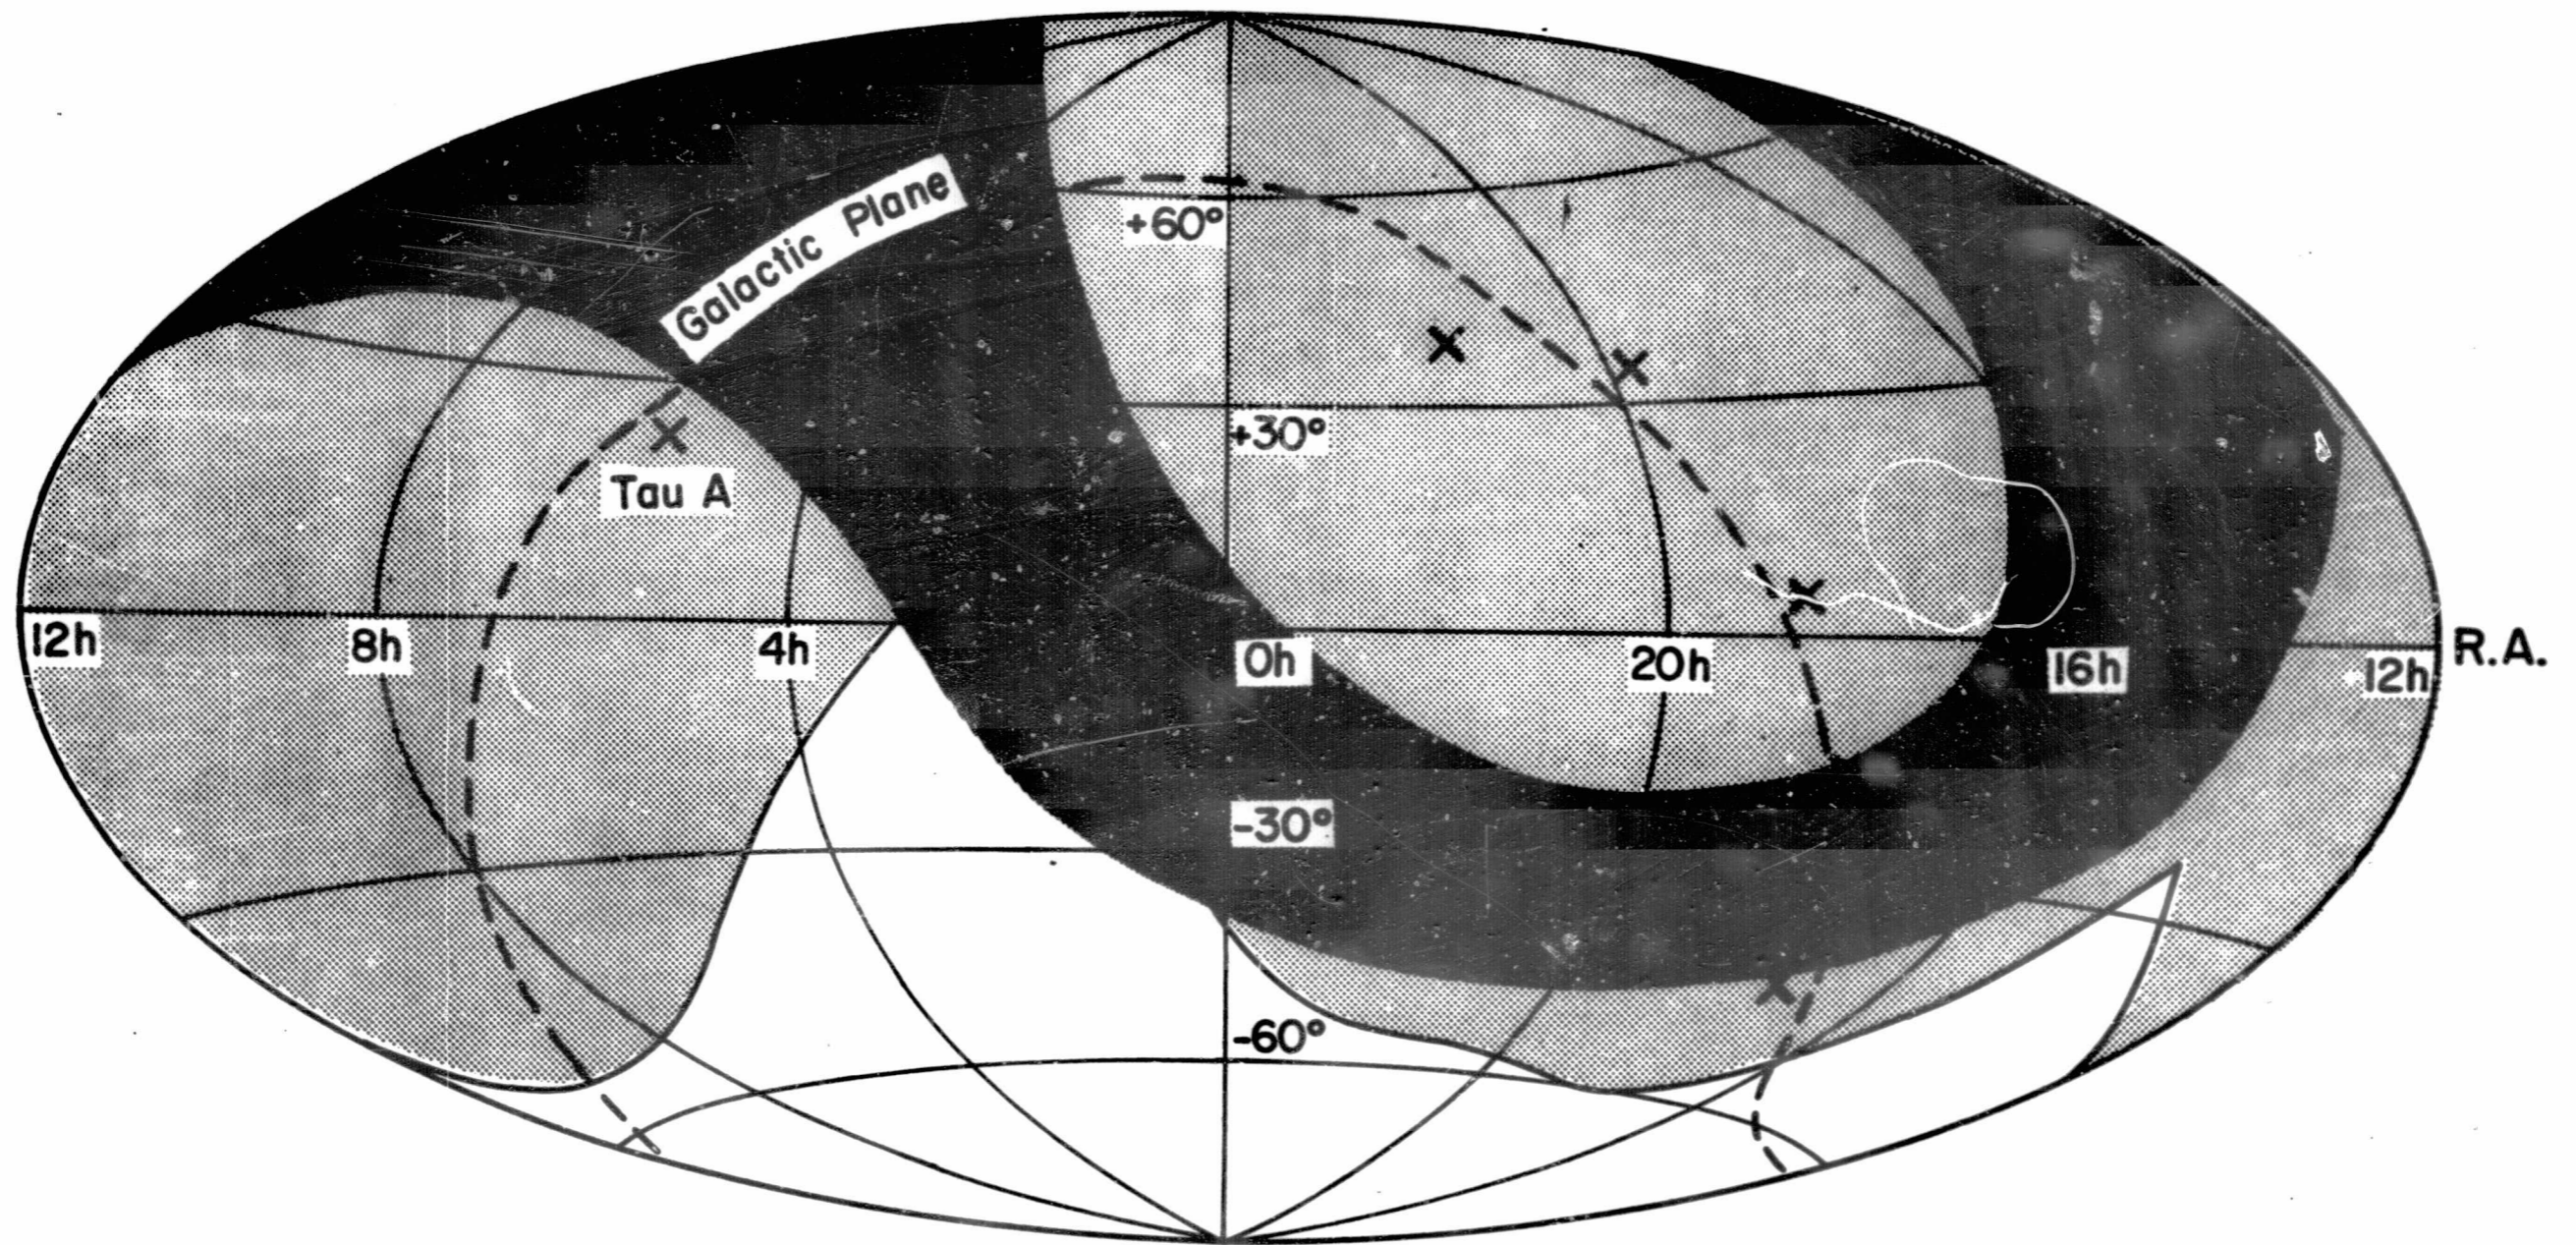 Galactic Plane
+60°
+30°
Tau A
12h
8h
4h
0h
20h
16h
12h
R.A.
-30°
-60°